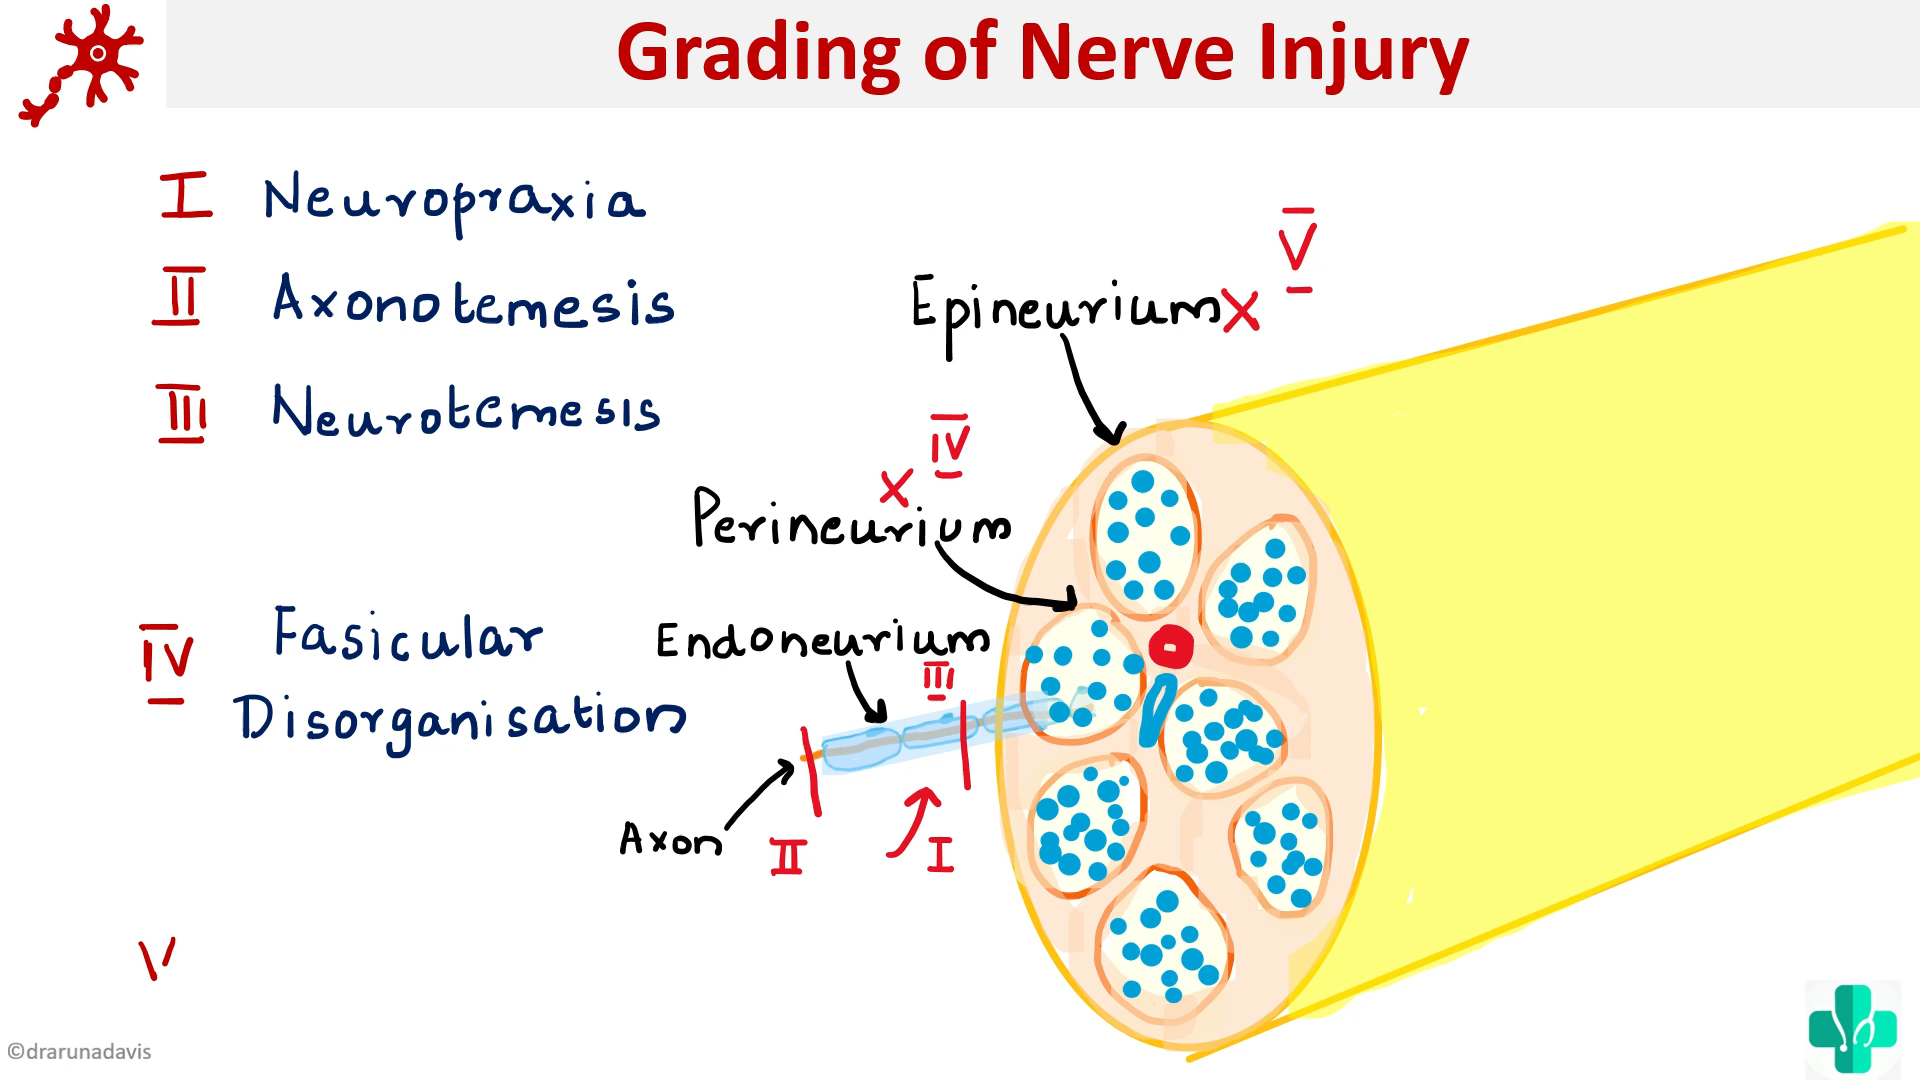 Grading of Nerve Injury
I Neuropraxia
II Axonotemesis
III Neurotemesis
IV Fasicular
Disorganisation
V
V
Epineurium X
IV
X
Perineurium
Endoneurium
III
Axon
II
I
©drarunadavis